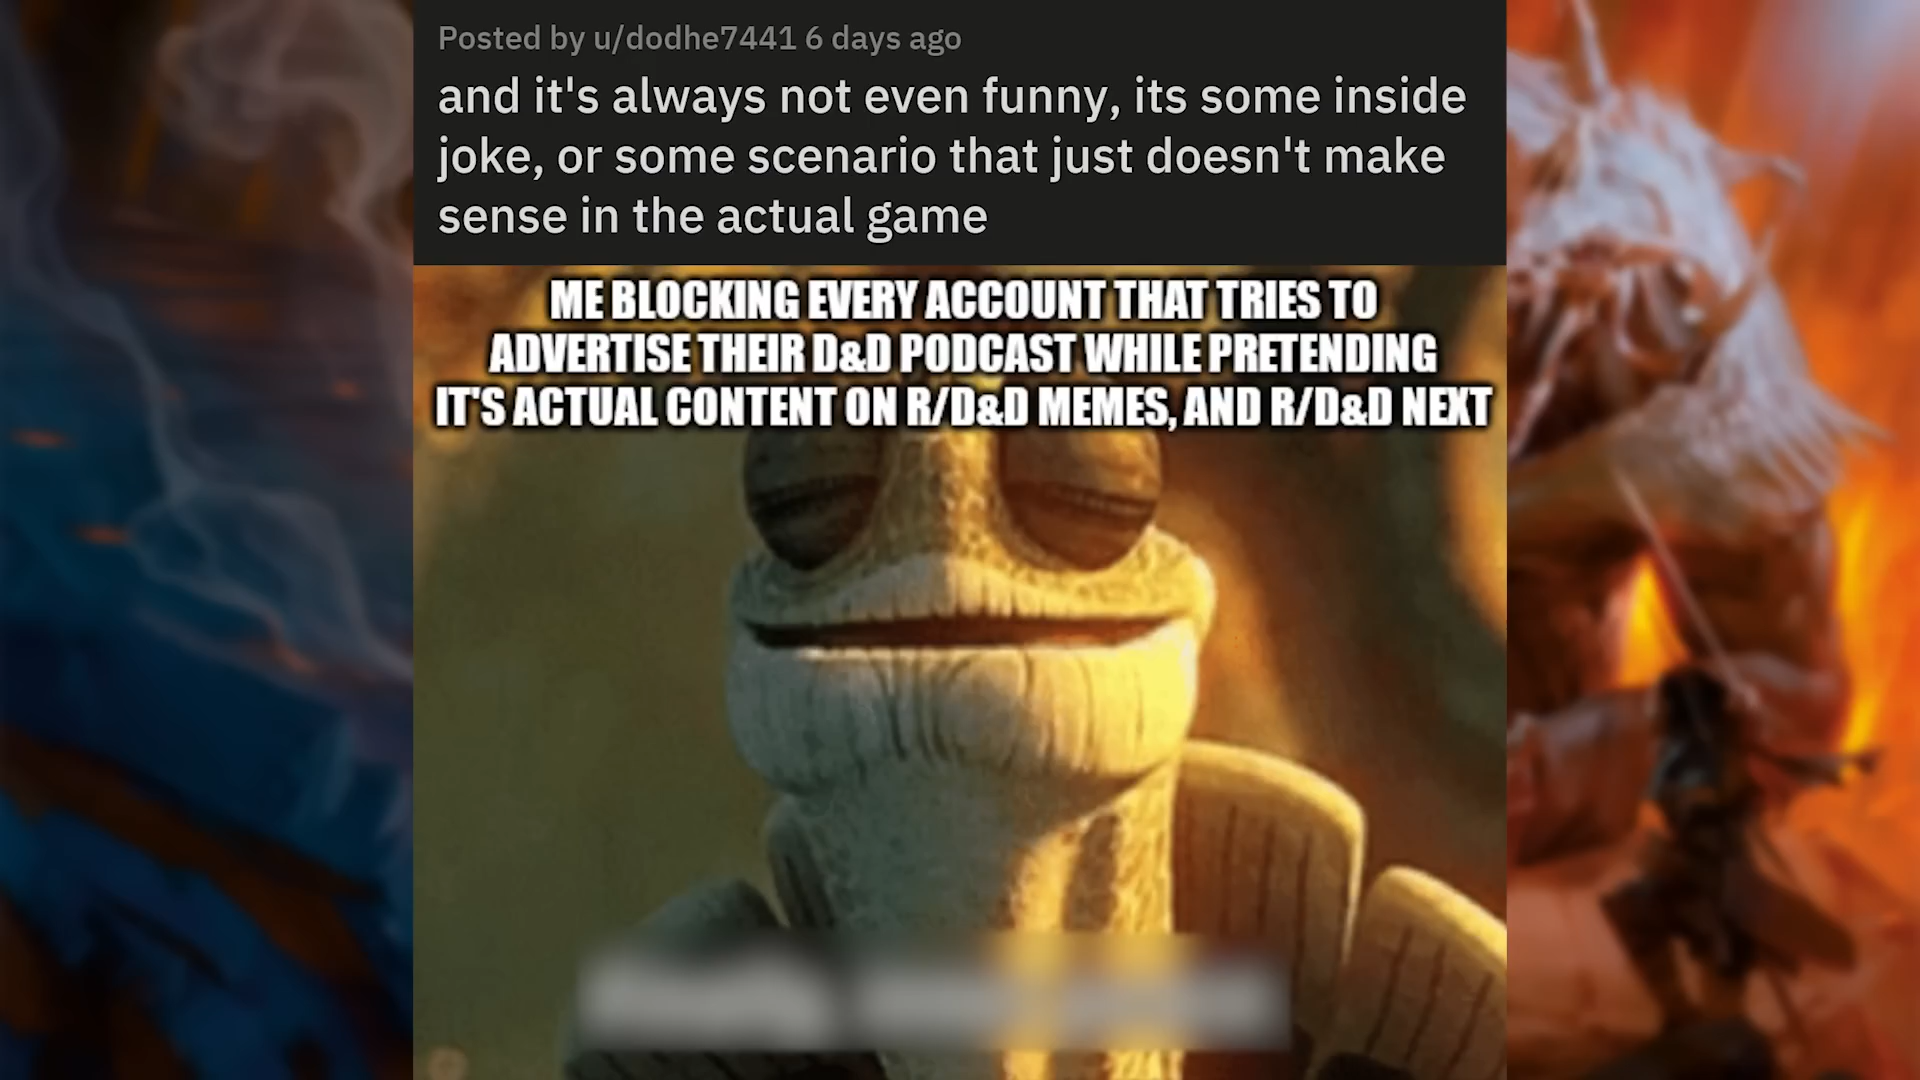 Posted by u/dodhe7441 6 days ago
and it's always not even funny, its some inside
joke, or some scenario that just doesn't make
sense in the actual game
ME BLOCKING EVERY ACCOUNT THAT TRIES TO
ADVERTISE THEIR D&D PODCAST WHILE PRETENDING
IT'S ACTUAL CONTENT ON R/D&D MEMES, AND R/D&D NEXT